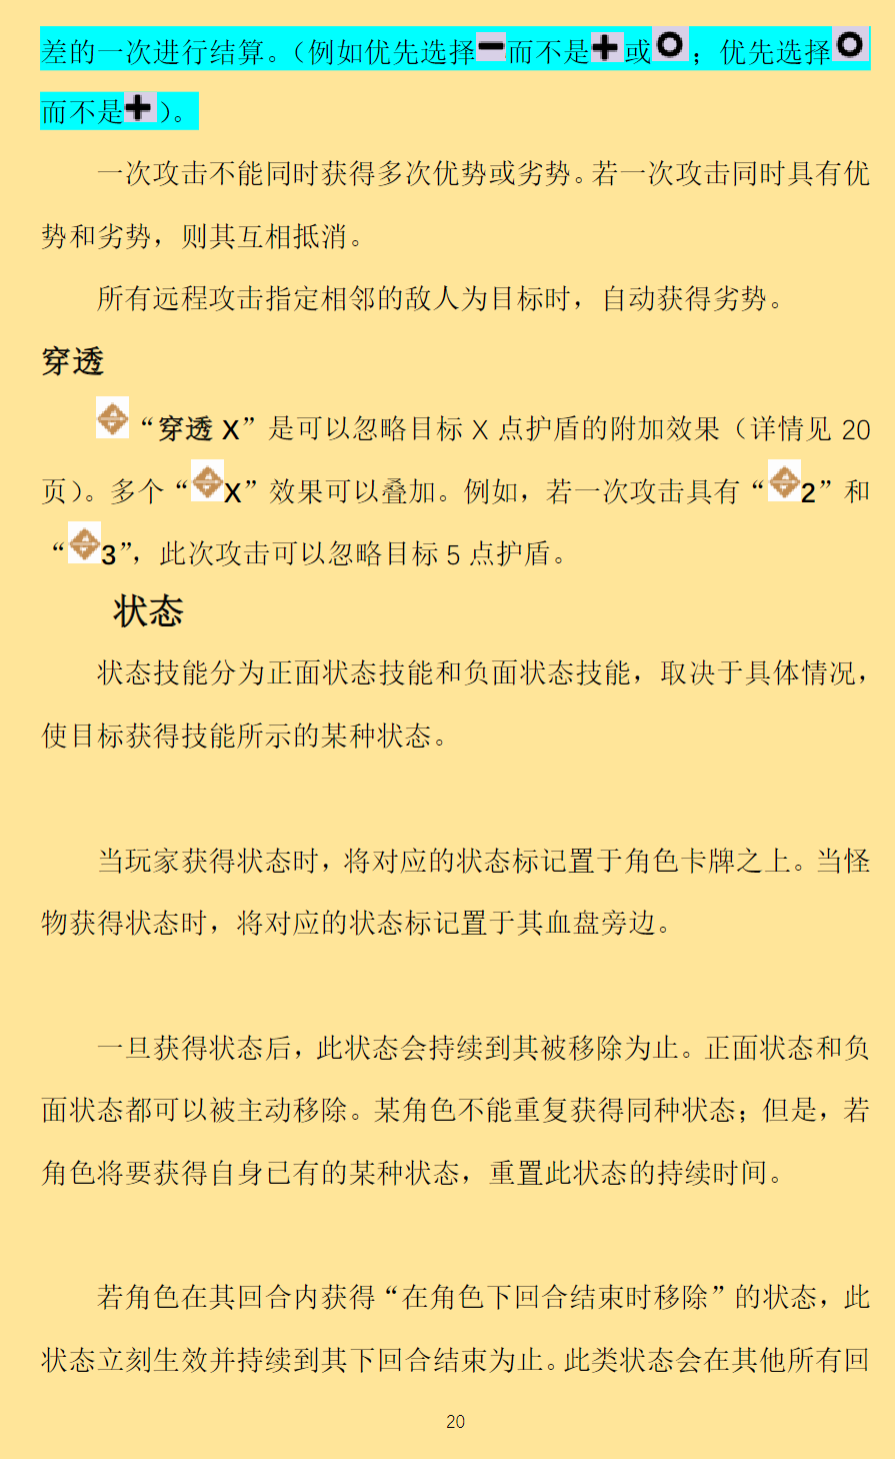 差的一次进行结算。（例如优先选择−而不是+或○；优先选择○
而不是+）。
一次攻击不能同时获得多次优势或劣势。若一次攻击同时具有优
势和劣势，则其互相抵消。
所有远程攻击指定相邻的敌人为目标时，自动获得劣势。
穿透
“穿透 X”是可以忽略目标 X 点护盾的附加效果（详情见 20
页）。多个“X”效果可以叠加。例如，若一次攻击具有“2”和
“3”，此次攻击可以忽略目标 5 点护盾。
状态
状态技能分为正面状态技能和负面状态技能，取决于具体情况，
使目标获得技能所示的某种状态。
当玩家获得状态时，将对应的状态标记置于角色卡牌之上。当怪
物获得状态时，将对应的状态标记置于其血盘旁边。
一旦获得状态后，此状态会持续到其被移除为止。正面状态和负
面状态都可以被主动移除。某角色不能重复获得同种状态；但是，若
角色将要获得自身已有的某种状态，重置此状态的持续时间。
若角色在其回合内获得“在角色下回合结束时移除”的状态，此
状态立刻生效并持续到其下回合结束为止。此类状态会在其他所有回
20